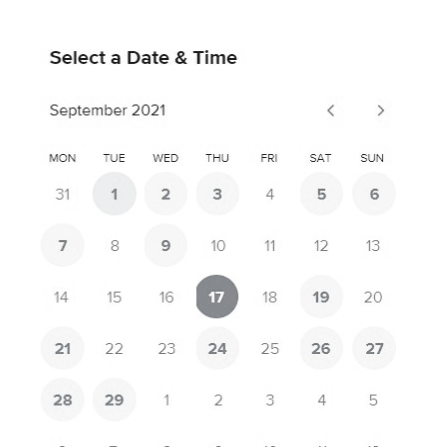 Select a Date & Time
September 2021
MON TUE WED THU FRI SAT SUN
31 1 2 3 4 5 6
7 8 9 10 11 12 13
14 15 16 17 18 19 20
21 22 23 24 25 26 27
28 29 1 2 3 4 5